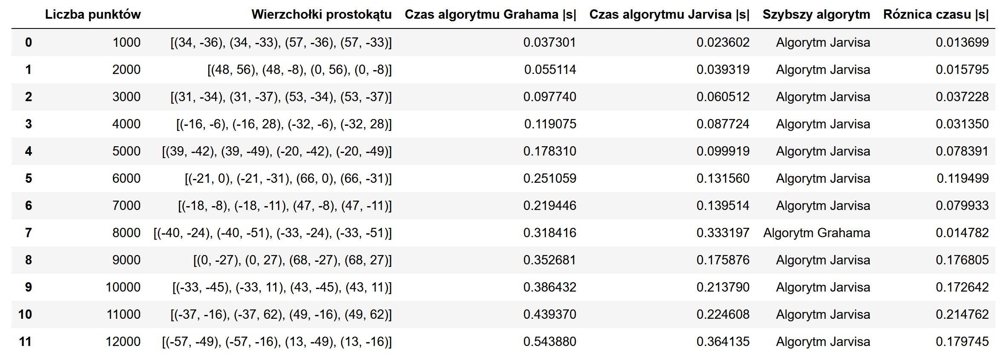 Liczba punktów Wierzchołki prostokątu Czas algorytmu Grahama |s| Czas algorytmu Jarvisa |s| Szybszy algorytm Róznica czasu |s|
0 1000 [(34, -36), (34, -33), (57, -36), (57, -33)] 0.037301 0.023602 Algorytm Jarvisa 0.013699
1 2000 [(48, 56), (48, -8), (0, 56), (0, -8)] 0.055114 0.039319 Algorytm Jarvisa 0.015795
2 3000 [(31, -34), (31, -37), (53, -34), (53, -37)] 0.097740 0.060512 Algorytm Jarvisa 0.037228
3 4000 [(-16, -6), (-16, 28), (-32, -6), (-32, 28)] 0.119075 0.087724 Algorytm Jarvisa 0.031350
4 5000 [(39, -42), (39, -49), (-20, -42), (-20, -49)] 0.178310 0.099919 Algorytm Jarvisa 0.078391
5 6000 [(-21, 0), (-21, -31), (66, 0), (66, -31)] 0.251059 0.131560 Algorytm Jarvisa 0.119499
6 7000 [(-18, -8), (-18, -11), (47, -8), (47, -11)] 0.219446 0.139514 Algorytm Jarvisa 0.079933
7 8000 [(-40, -24), (-40, -51), (-33, -24), (-33, -51)] 0.318416 0.333197 Algorytm Grahama 0.014782
8 9000 [(0, -27), (0, 27), (68, -27), (68, 27)] 0.352681 0.175876 Algorytm Jarvisa 0.176805
9 10000 [(-33, -45), (-33, 11), (43, -45), (43, 11)] 0.386432 0.213790 Algorytm Jarvisa 0.172642
10 11000 [(-37, -16), (-37, 62), (49, -16), (49, 62)] 0.439370 0.224608 Algorytm Jarvisa 0.214762
11 12000 [(-57, -49), (-57, -16), (13, -49), (13, -16)] 0.543880 0.364135 Algorytm Jarvisa 0.179745